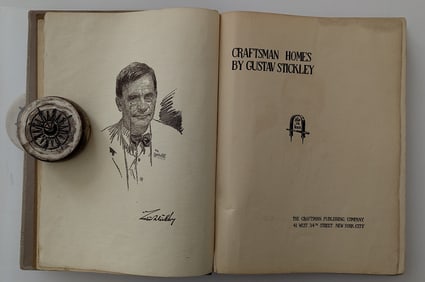 CRAFTSMAN HOMES
BY GUSTAV STICKLEY
THE CRAFTSMAN PUBLISHING COMPANY
41 WEST 34TH STREET NEW YORK CITY